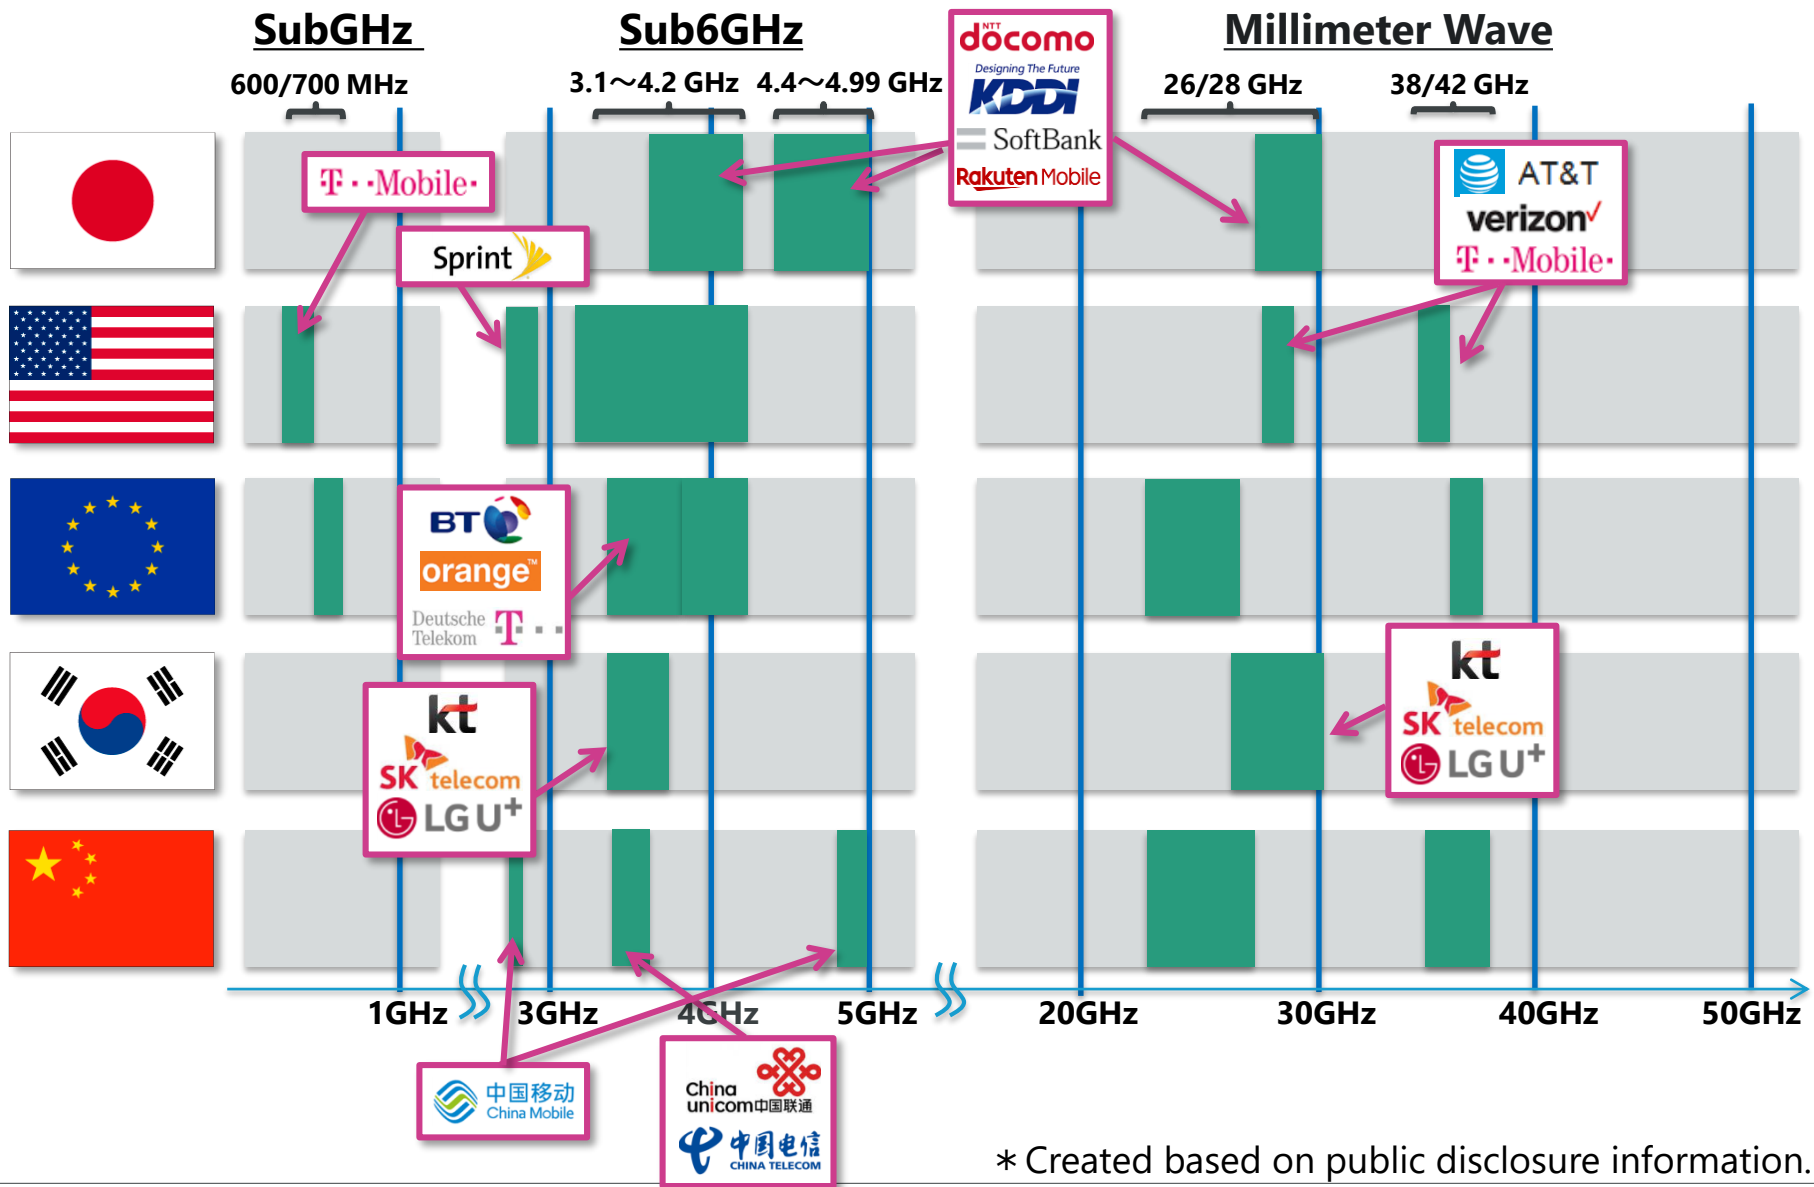 SubGHz
Sub6GHz
Millimeter Wave
600/700 MHz
3.1～4.2 GHz
4.4～4.99 GHz
26/28 GHz
38/42 GHz
NTT
döcomo
Designing The Future
KDDI
SoftBank
Rakuten Mobile
T··Mobile·
Sprint
AT&T
verizon✓
T··Mobile·
BT
orange™
Deutsche
Telekom
T··
kt
SK telecom
LG U+
kt
SK telecom
LG U+
1GHz
3GHz
4GHz
5GHz
20GHz
30GHz
40GHz
50GHz
中国移动
China Mobile
China
unicom中国联通
中国电信
CHINA TELECOM
＊Created based on public disclosure information.